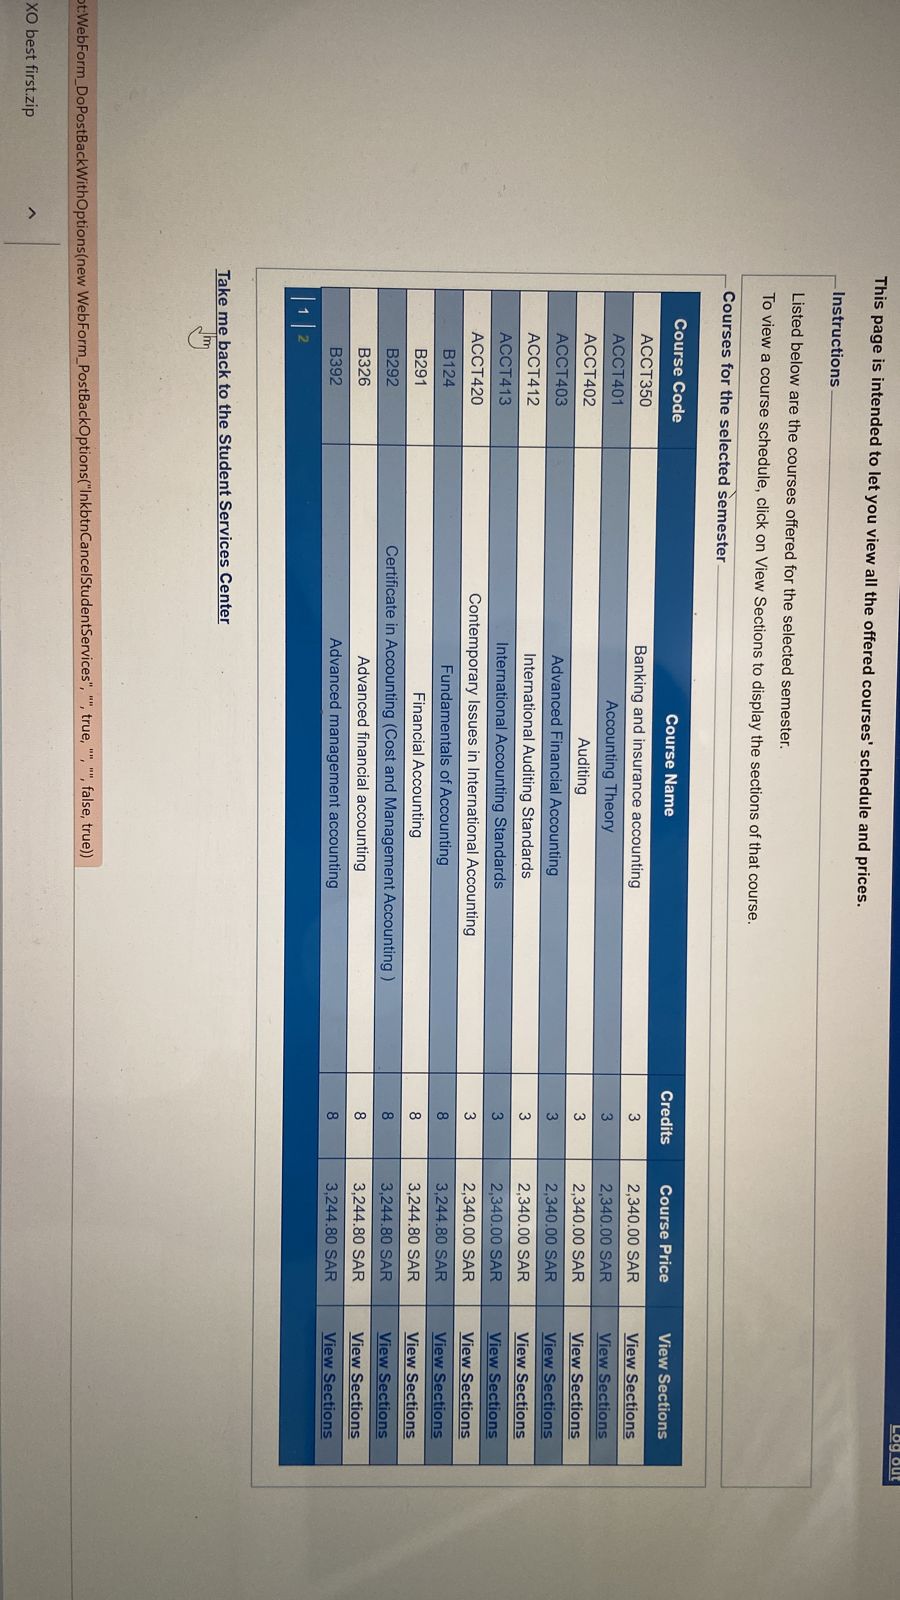 Log out
This page is intended to let you view all the offered courses' schedule and prices.
Instructions
Listed below are the courses offered for the selected semester.
To view a course schedule, click on View Sections to display the sections of that course.
Courses for the selected semester
Course Code Course Name Credits Course Price View Sections
ACCT350 Banking and insurance accounting 3 2,340.00 SAR View Sections
ACCT401 Accounting Theory 3 2,340.00 SAR View Sections
ACCT402 Auditing 3 2,340.00 SAR View Sections
ACCT403 Advanced Financial Accounting 3 2,340.00 SAR View Sections
ACCT412 International Auditing Standards 3 2,340.00 SAR View Sections
ACCT413 International Accounting Standards 3 2,340.00 SAR View Sections
ACCT420 Contemporary Issues in International Accounting 3 2,340.00 SAR View Sections
B124 Fundamentals of Accounting 8 3,244.80 SAR View Sections
B291 Financial Accounting 8 3,244.80 SAR View Sections
B292 Certificate in Accounting (Cost and Management Accounting ) 8 3,244.80 SAR View Sections
B326 Advanced financial accounting 8 3,244.80 SAR View Sections
B392 Advanced management accounting 8 3,244.80 SAR View Sections
1 2
Take me back to the Student Services Center
pt:WebForm_DoPostBackWithOptions(new WebForm_PostBackOptions("lnkbtnCancelStudentServices", "", true, "", "", false, true))
XO best first.zip